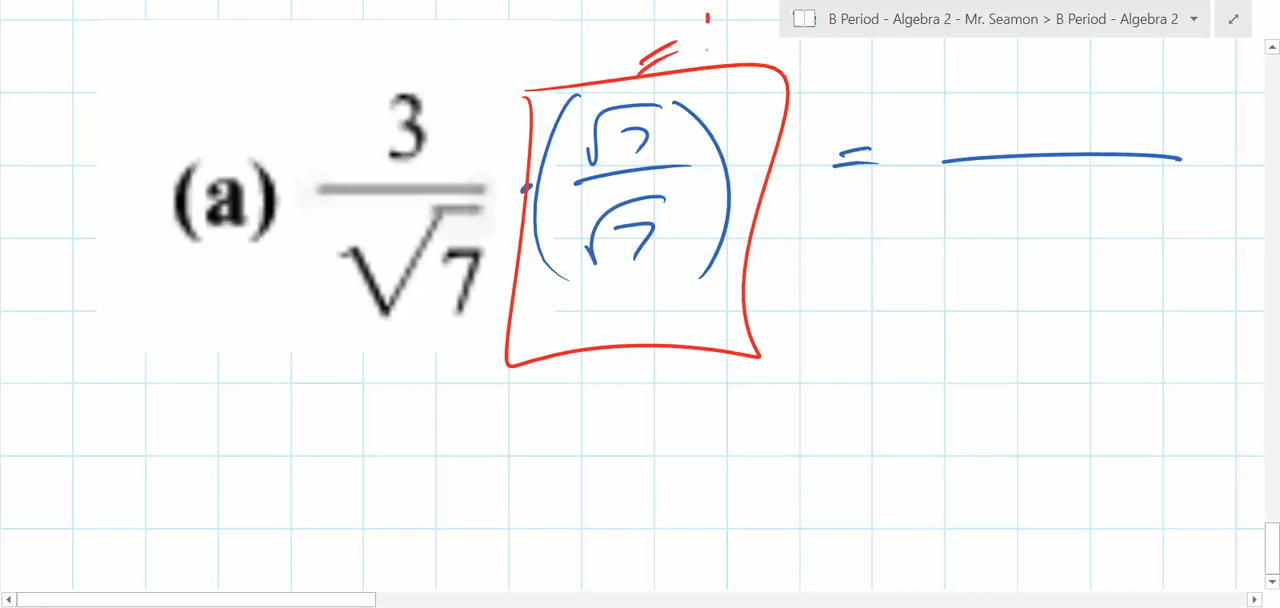 B Period - Algebra 2 - Mr. Seamon > B Period - Algebra 2
(a) 3/√7 · (√7/√7) =